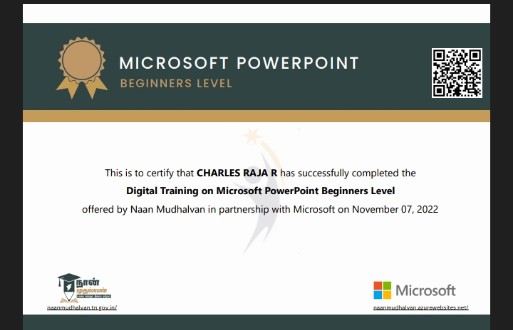 MICROSOFT POWERPOINT
BEGINNERS LEVEL
This is to certify that CHARLES RAJA R has successfully completed the
Digital Training on Microsoft PowerPoint Beginners Level
offered by Naan Mudhalvan in partnership with Microsoft on November 07, 2022
நான்
முதல்வன்
Microsoft
naanmudhalvan.tn.gov.in/
naanmudhalvan.azurewebsites.net/